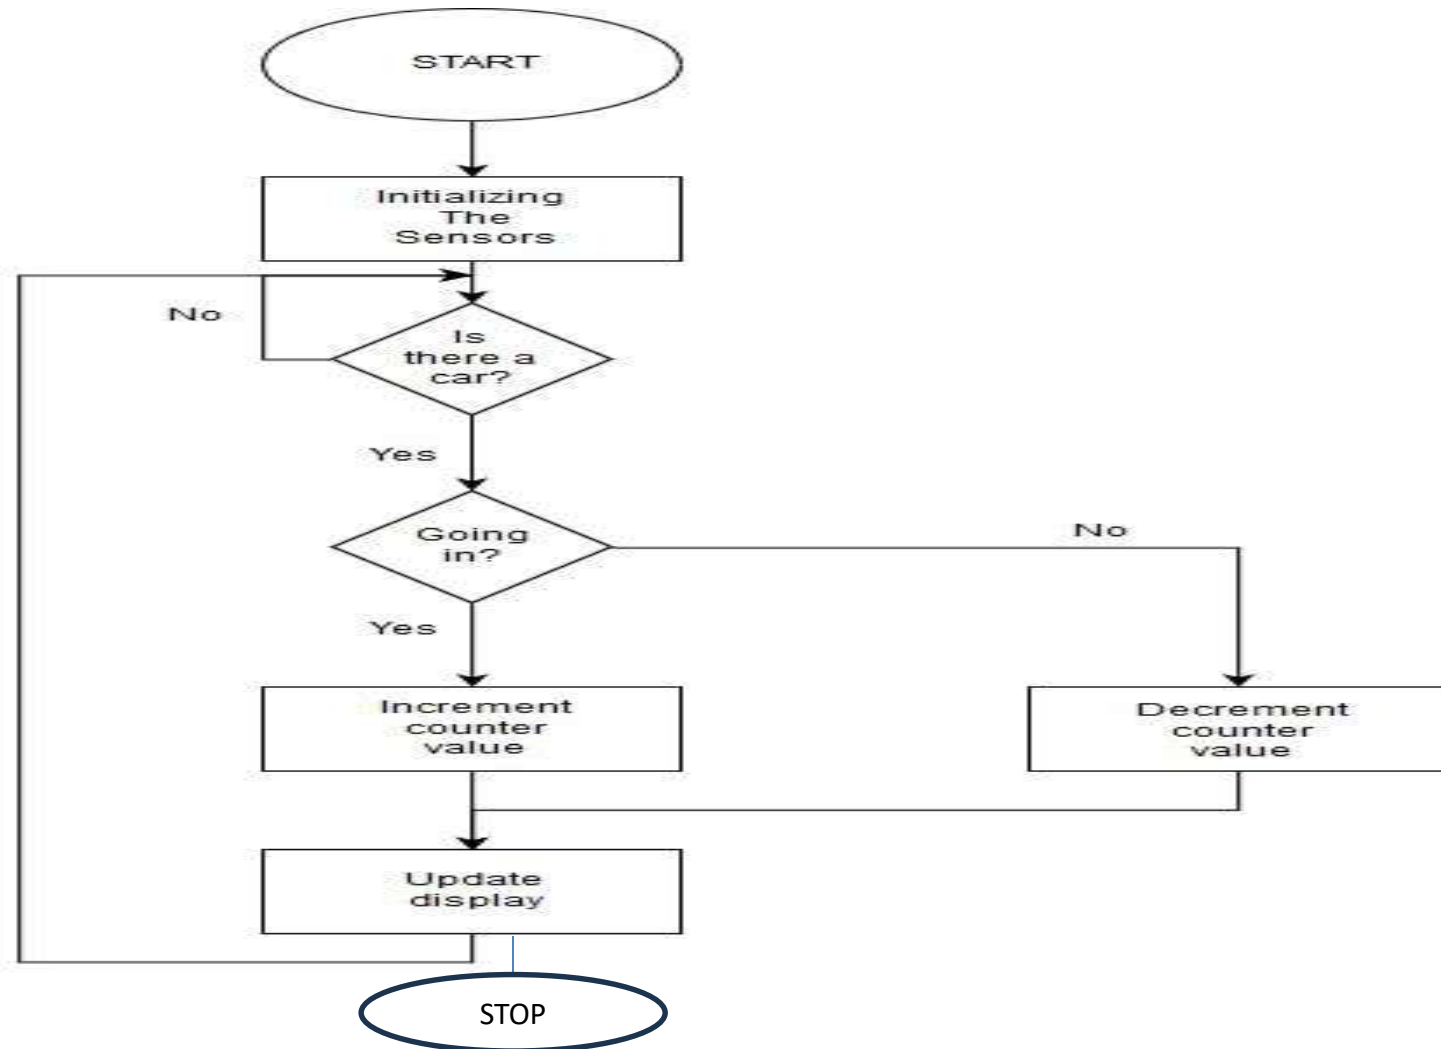 START
Initializing
The
Sensors
No
Is
there a
car?
Yes
Going
in?
No
Yes
Increment
counter
value
Decrement
counter
value
Update
display
STOP